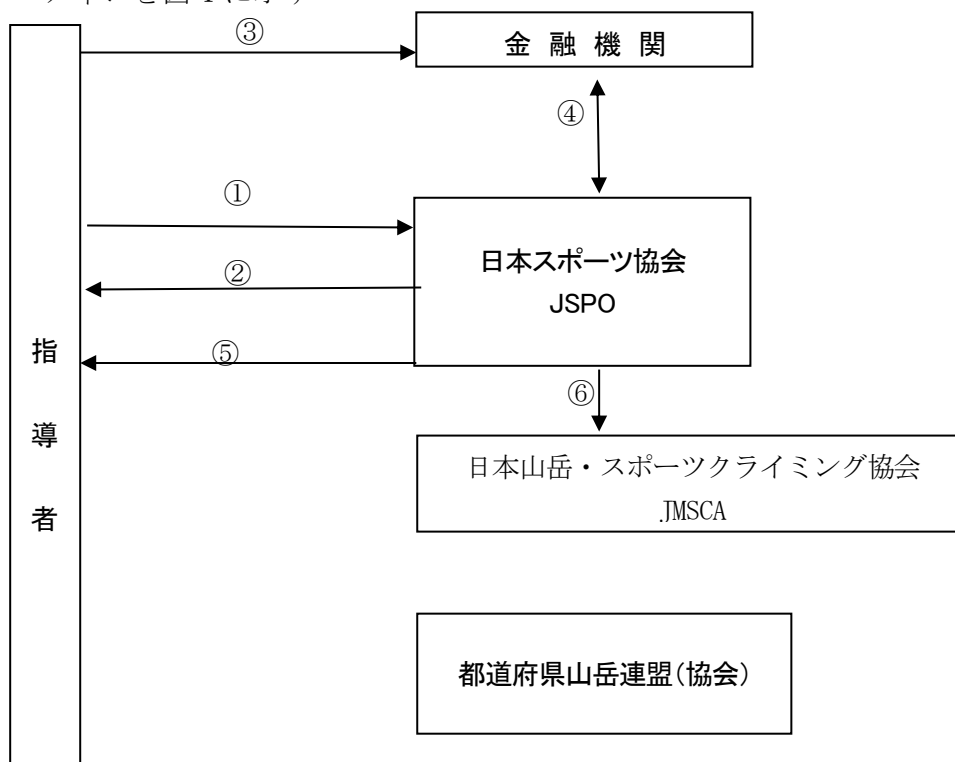 ③
金 融 機 関
④
①
日本スポーツ協会
JSPO
②
⑤
指
導
者
⑥
日本山岳・スポーツクライミング協会
JMSCA
都道府県山岳連盟(協会)